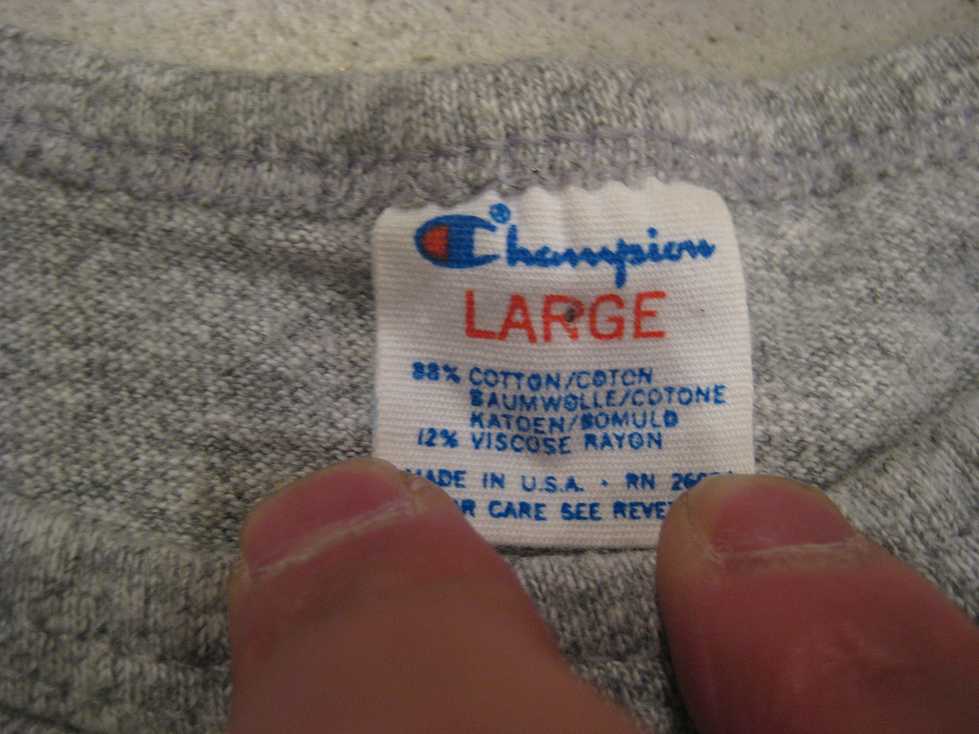 Champion®
LARGE
88% COTTON/COTON
BAUMWOLLE/COTONE
KATOEN/BOMULD
12% VISCOSE RAYON
MADE IN U.S.A. · RN
CARE SEE